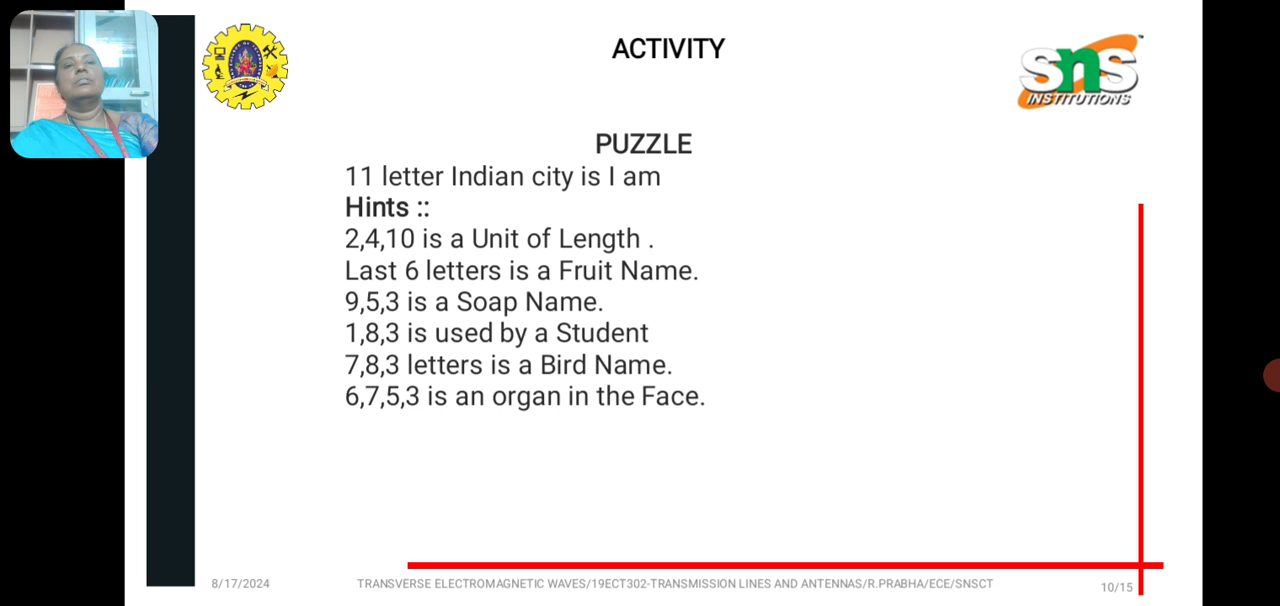 ACTIVITY
sns
INSTITUTIONS
PUZZLE
11 letter Indian city is I am
Hints ::
2,4,10 is a Unit of Length .
Last 6 letters is a Fruit Name.
9,5,3 is a Soap Name.
1,8,3 is used by a Student
7,8,3 letters is a Bird Name.
6,7,5,3 is an organ in the Face.
8/17/2024
TRANSVERSE ELECTROMAGNETIC WAVES/19ECT302-TRANSMISSION LINES AND ANTENNAS/R.PRABHA/ECE/SNSCT
10/15